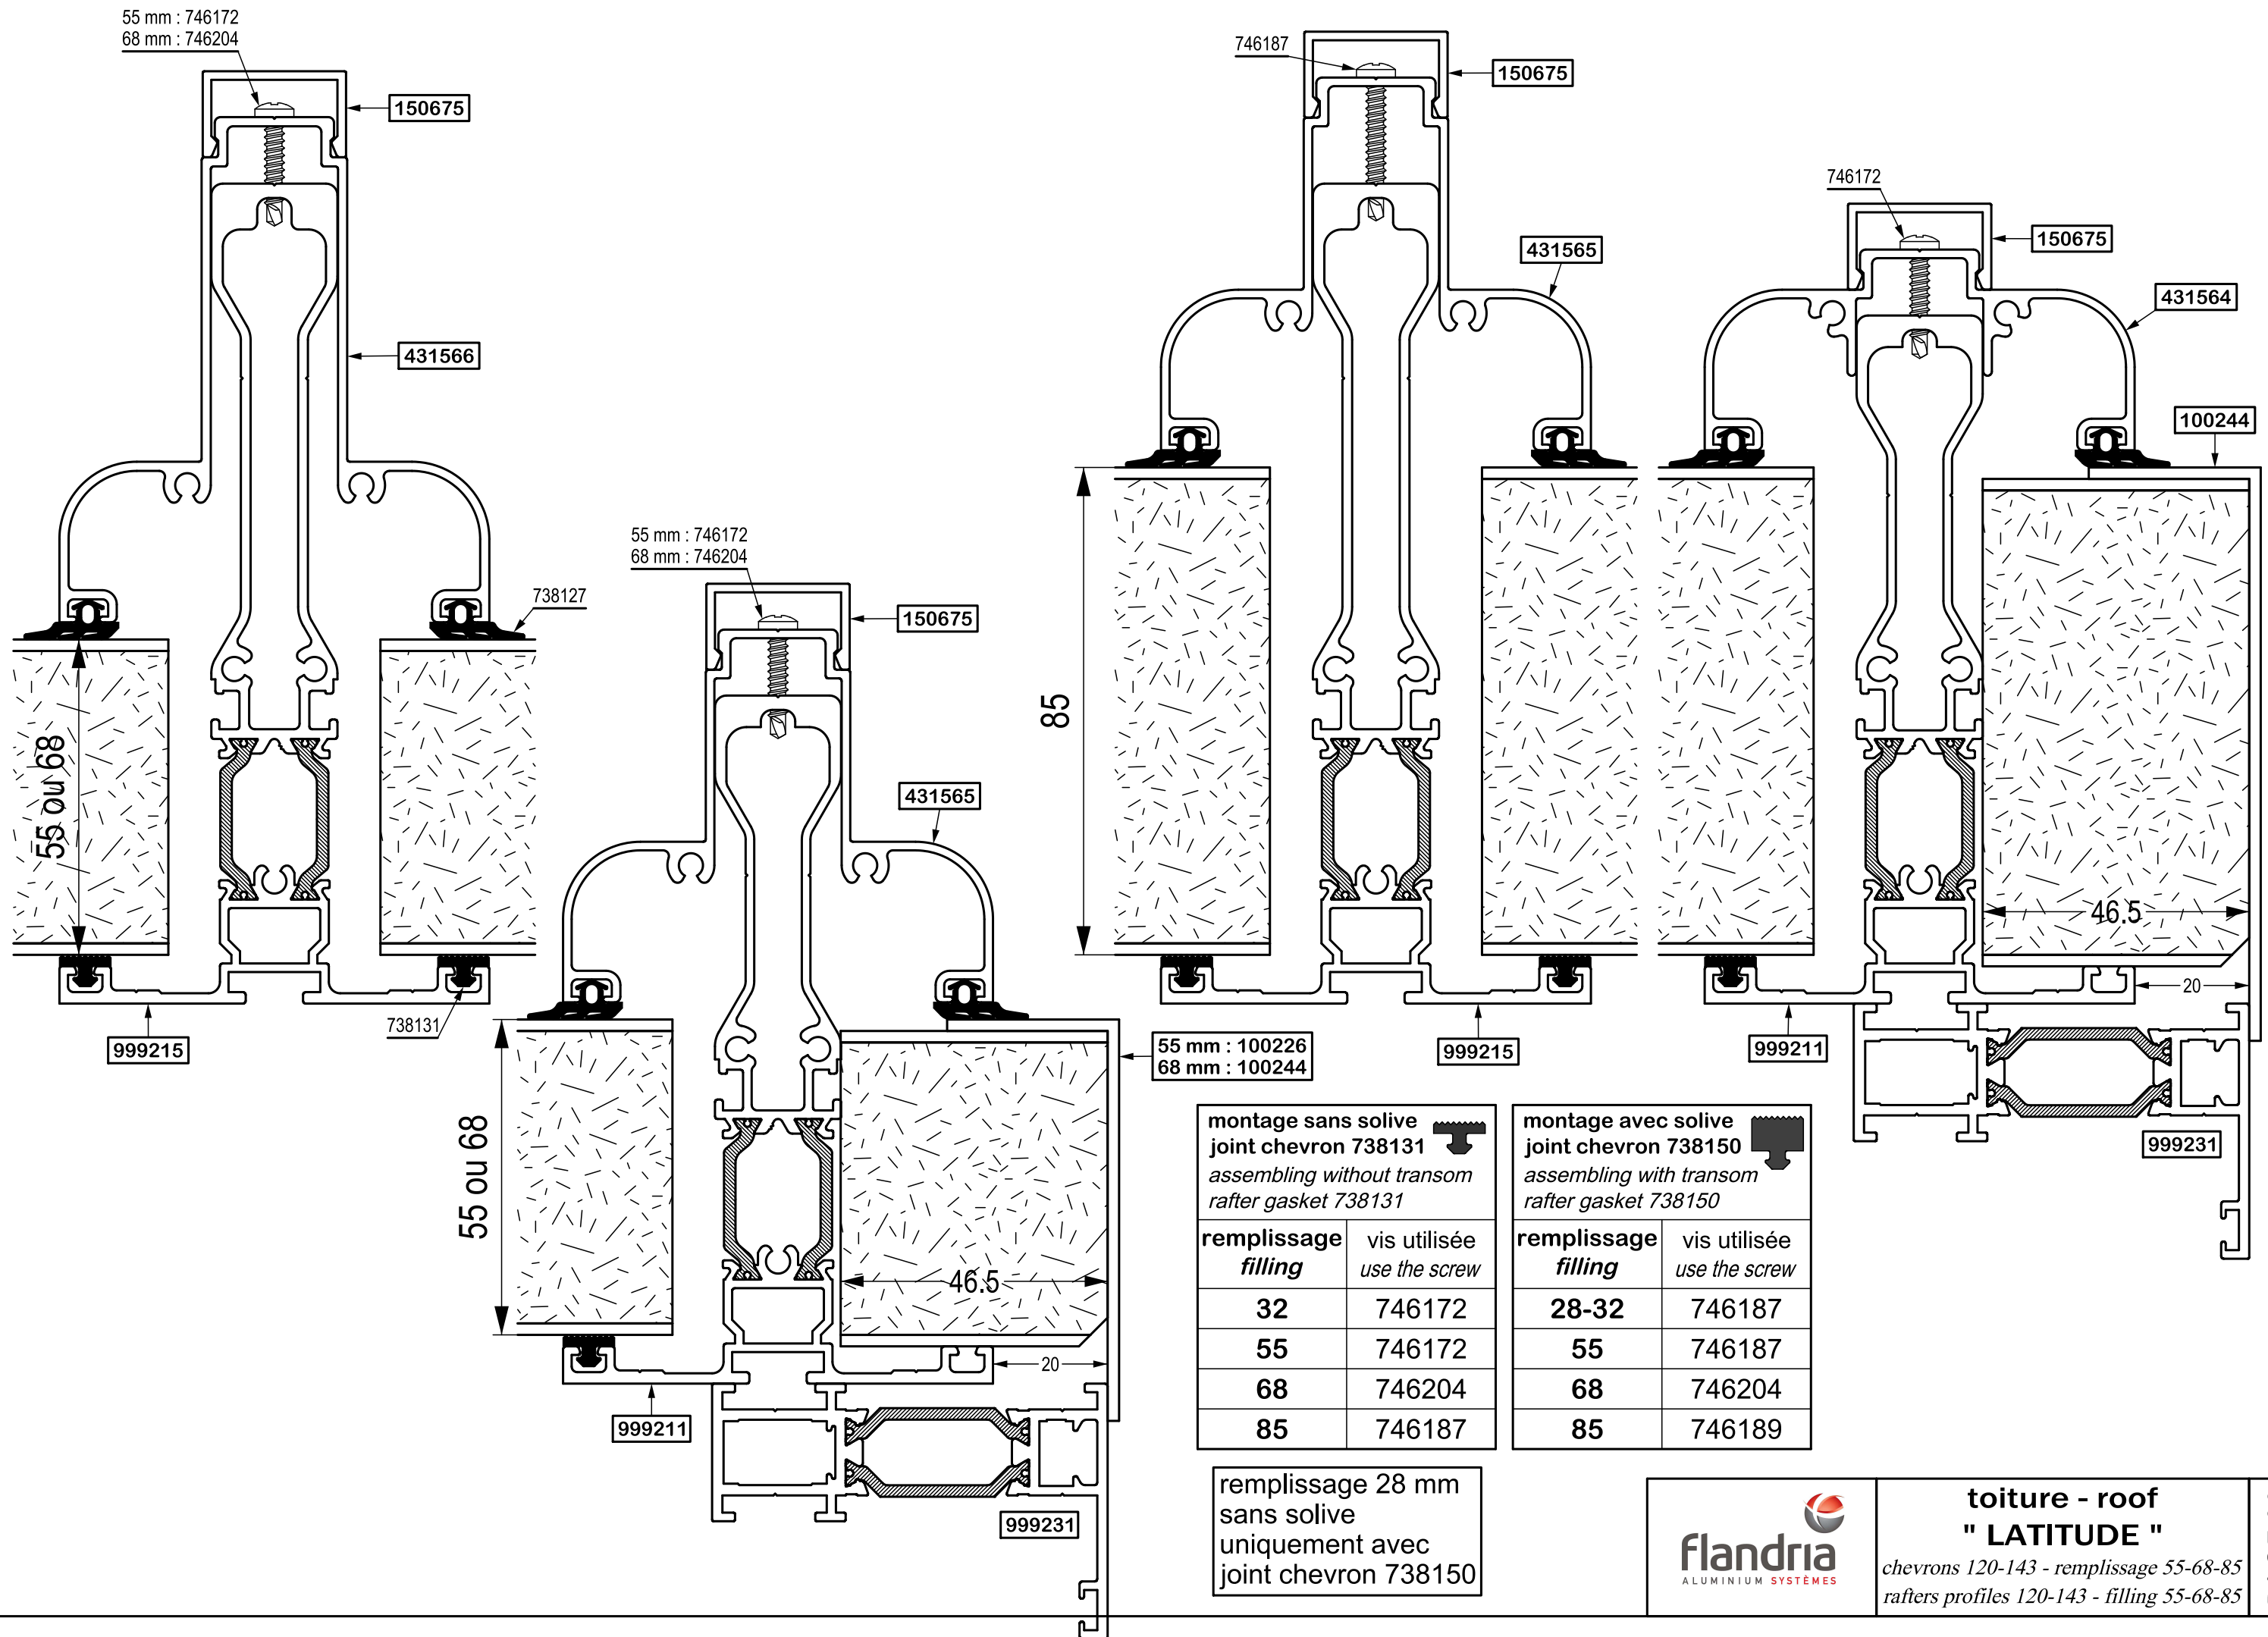 55 mm : 746172
68 mm : 746204
150675
431566
738127
55 ou 68
738131
999215
55 mm : 746172
68 mm : 746204
150675
431565
55 ou 68
46.5
20
55 mm : 100226
68 mm : 100244
999211
999231
746187
150675
431565
85
999215
746172
150675
431564
100244
46.5
20
999211
999231
montage sans solive
joint chevron 738131
assembling without transom
rafter gasket 738131
remplissage vis utilisée
filling use the screw
32 746172
55 746172
68 746204
85 746187
montage avec solive
joint chevron 738150
assembling with transom
rafter gasket 738150
remplissage vis utilisée
filling use the screw
28-32 746187
55 746187
68 746204
85 746189
remplissage 28 mm
sans solive
uniquement avec
joint chevron 738150
flandria
ALUMINIUM SYSTÈMES
toiture - roof
" LATITUDE "
chevrons 120-143 - remplissage 55-68-85
rafters profiles 120-143 - filling 55-68-85